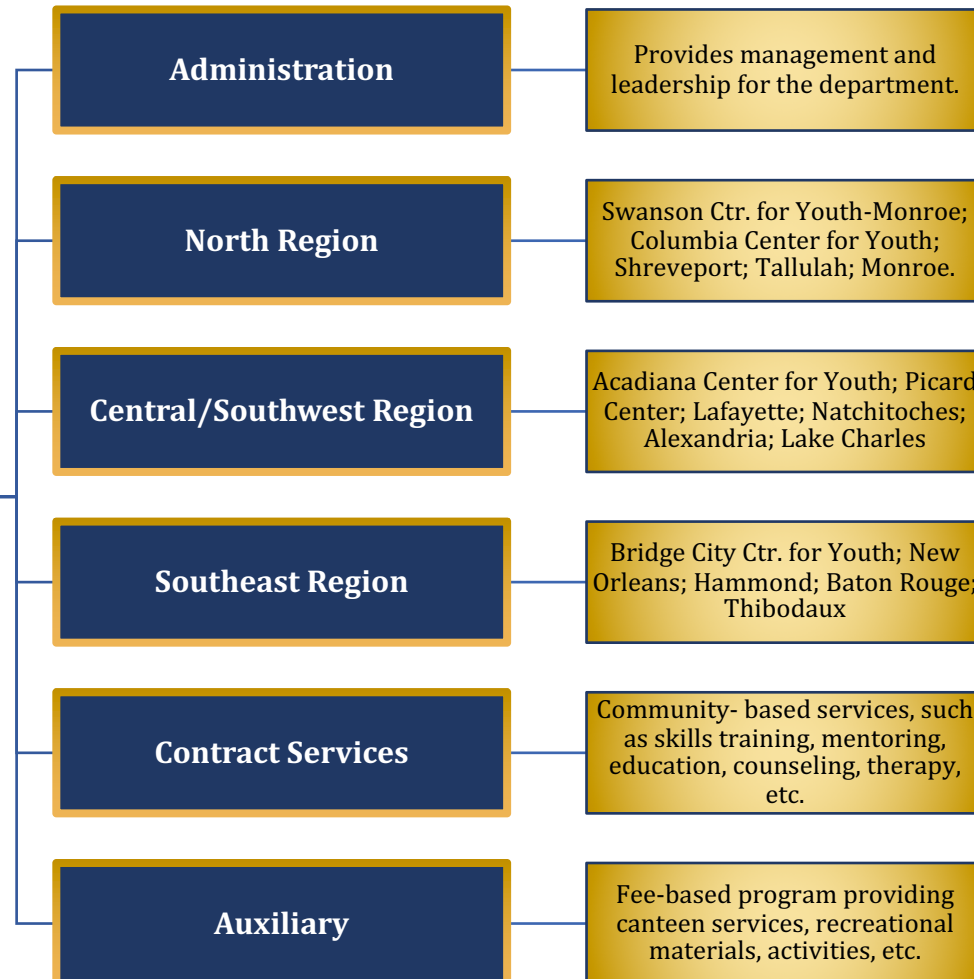 Administration
Provides management and
leadership for the department.
North Region
Swanson Ctr. for Youth-Monroe;
Columbia Center for Youth;
Shreveport; Tallulah; Monroe.
Central/Southwest Region
Acadiana Center for Youth; Picard
Center; Lafayette; Natchitoches;
Alexandria; Lake Charles
Southeast Region
Bridge City Ctr. for Youth; New
Orleans; Hammond; Baton Rouge;
Thibodaux
Contract Services
Community- based services, such
as skills training, mentoring,
education, counseling, therapy,
etc.
Auxiliary
Fee-based program providing
canteen services, recreational
materials, activities, etc.